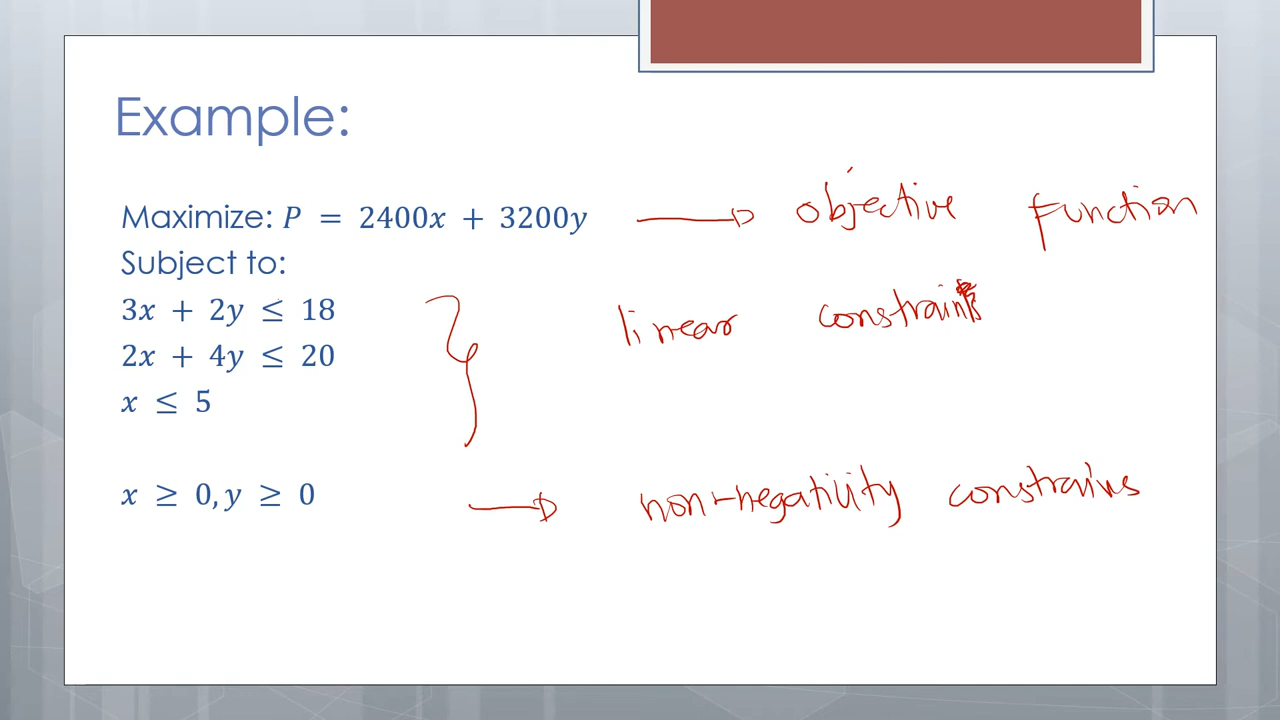 Example:
Maximize: P = 2400x + 3200y objective function
Subject to:
3x + 2y ≤ 18 linear constraints
2x + 4y ≤ 20
x ≤ 5
x ≥ 0, y ≥ 0 non-negativity constrains